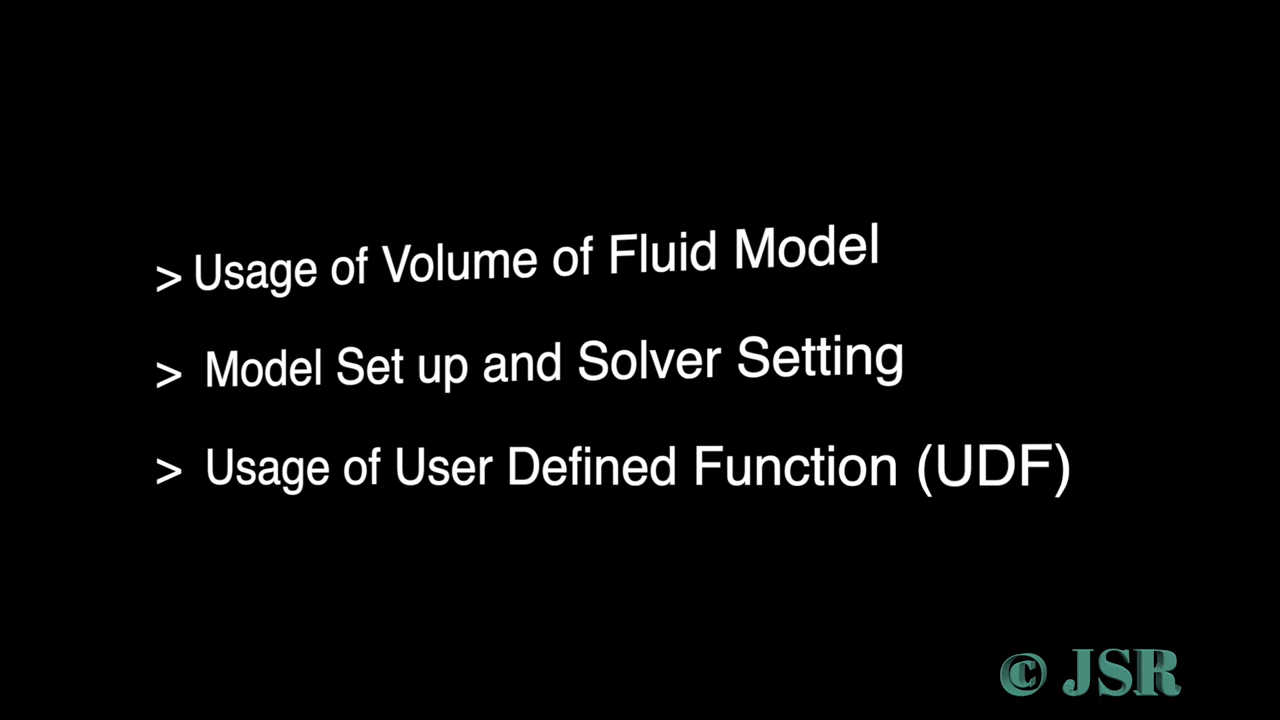 > Usage of Volume of Fluid Model
> Model Set up and Solver Setting
> Usage of User Defined Function (UDF)
© JSR